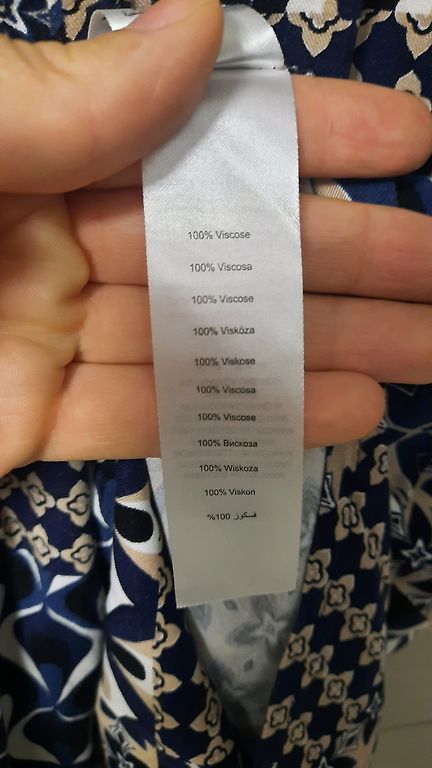 100% Viscose
100% Viscosa
100% Viscose
100% Viskóza
100% Viskose
100% Viscosa
100% Viscose
100% Вискоза
100% Wiskoza
100% Viskon
فسكوز 100%